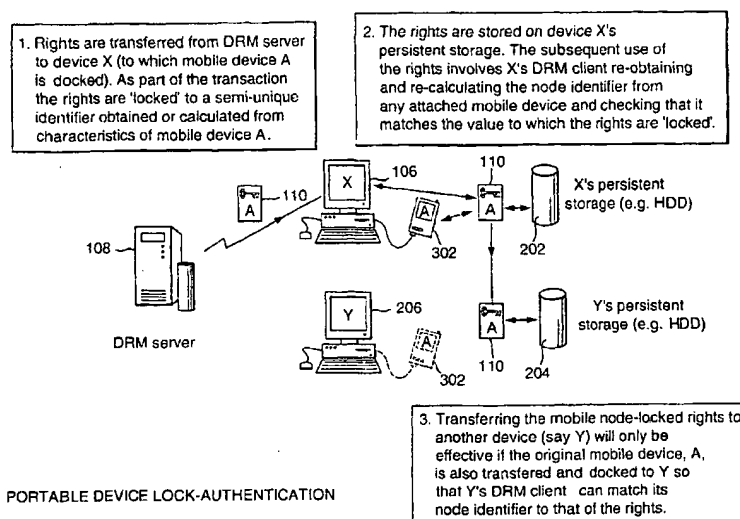 1. Rights are transferred from DRM server
to device X (to which mobile device A
is docked). As part of the transaction
the rights are 'locked' to a semi-unique
identifier obtained or calculated from
characteristics of mobile device A.
2. The rights are stored on device X's
persistent storage. The subsequent use of
the rights involves X's DRM client re-obtaining
and re-calculating the node identifier from
any attached mobile device and checking that it
matches the value to which the rights are 'locked'.
108
DRM server
A
110
X
106
A
302
110
A
202
X's persistent
storage (e.g. HDD)
Y
206
A
302
A
110
204
Y's persistent
storage (e.g. HDD)
3. Transferring the mobile node-locked rights to
another device (say Y) will only be
effective if the original mobile device, A,
is also transfered and docked to Y so
that Y's DRM client can match its
node identifier to that of the rights.
PORTABLE DEVICE LOCK-AUTHENTICATION